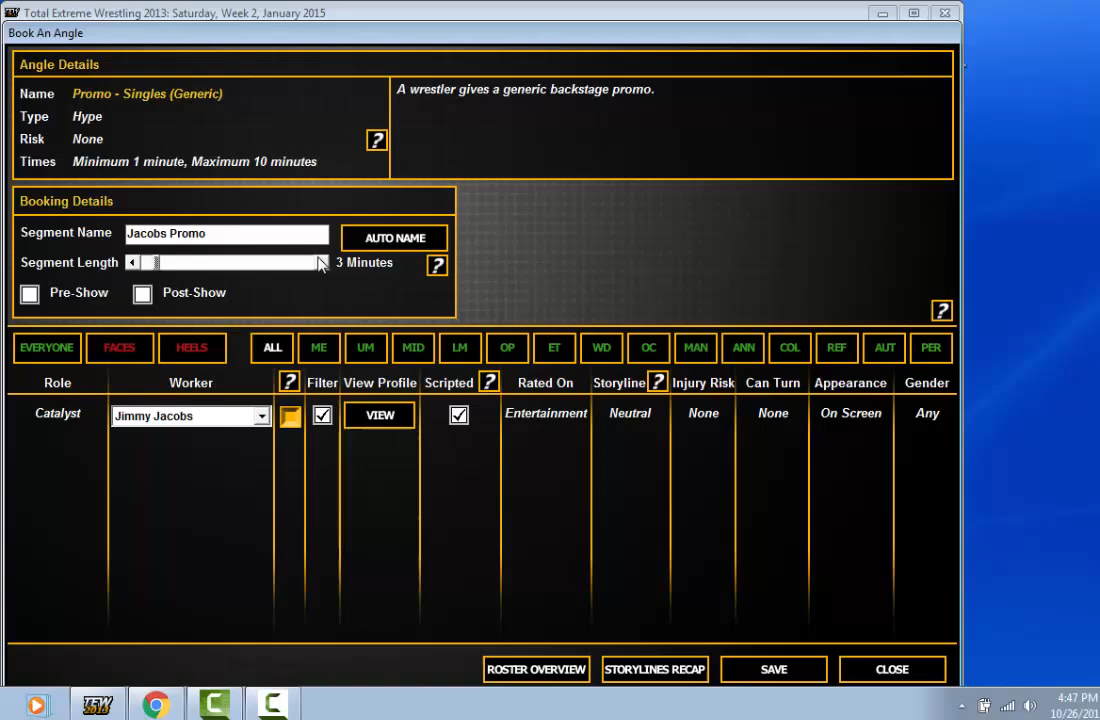 Total Extreme Wrestling 2013: Saturday, Week 2, January 2015
Book An Angle
Angle Details
Name Promo - Singles (Generic)
Type Hype
Risk None
?
Times Minimum 1 minute, Maximum 10 minutes
A wrestler gives a generic backstage promo.
Booking Details
Segment Name Jacobs Promo AUTO NAME
Segment Length 3 Minutes ?
Pre-Show Post-Show
?
EVERYONE FACES HEELS ALL ME UM MID LM OP ET WD OC MAN ANN COL REF AUT PER
Role Worker ? Filter View Profile Scripted ? Rated On Storyline ? Injury Risk Can Turn Appearance Gender
Catalyst Jimmy Jacobs VIEW Entertainment Neutral None None On Screen Any
ROSTER OVERVIEW STORYLINES RECAP SAVE CLOSE
TEW 2013 C C
4:47 PM
10/26/201